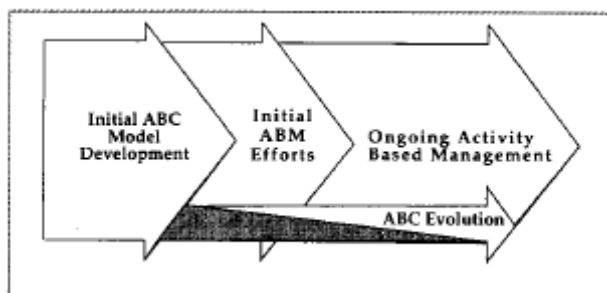 Initial ABC
Model
Development
Initial
ABM
Efforts
Ongoing Activity
Based Management
ABC Evolution